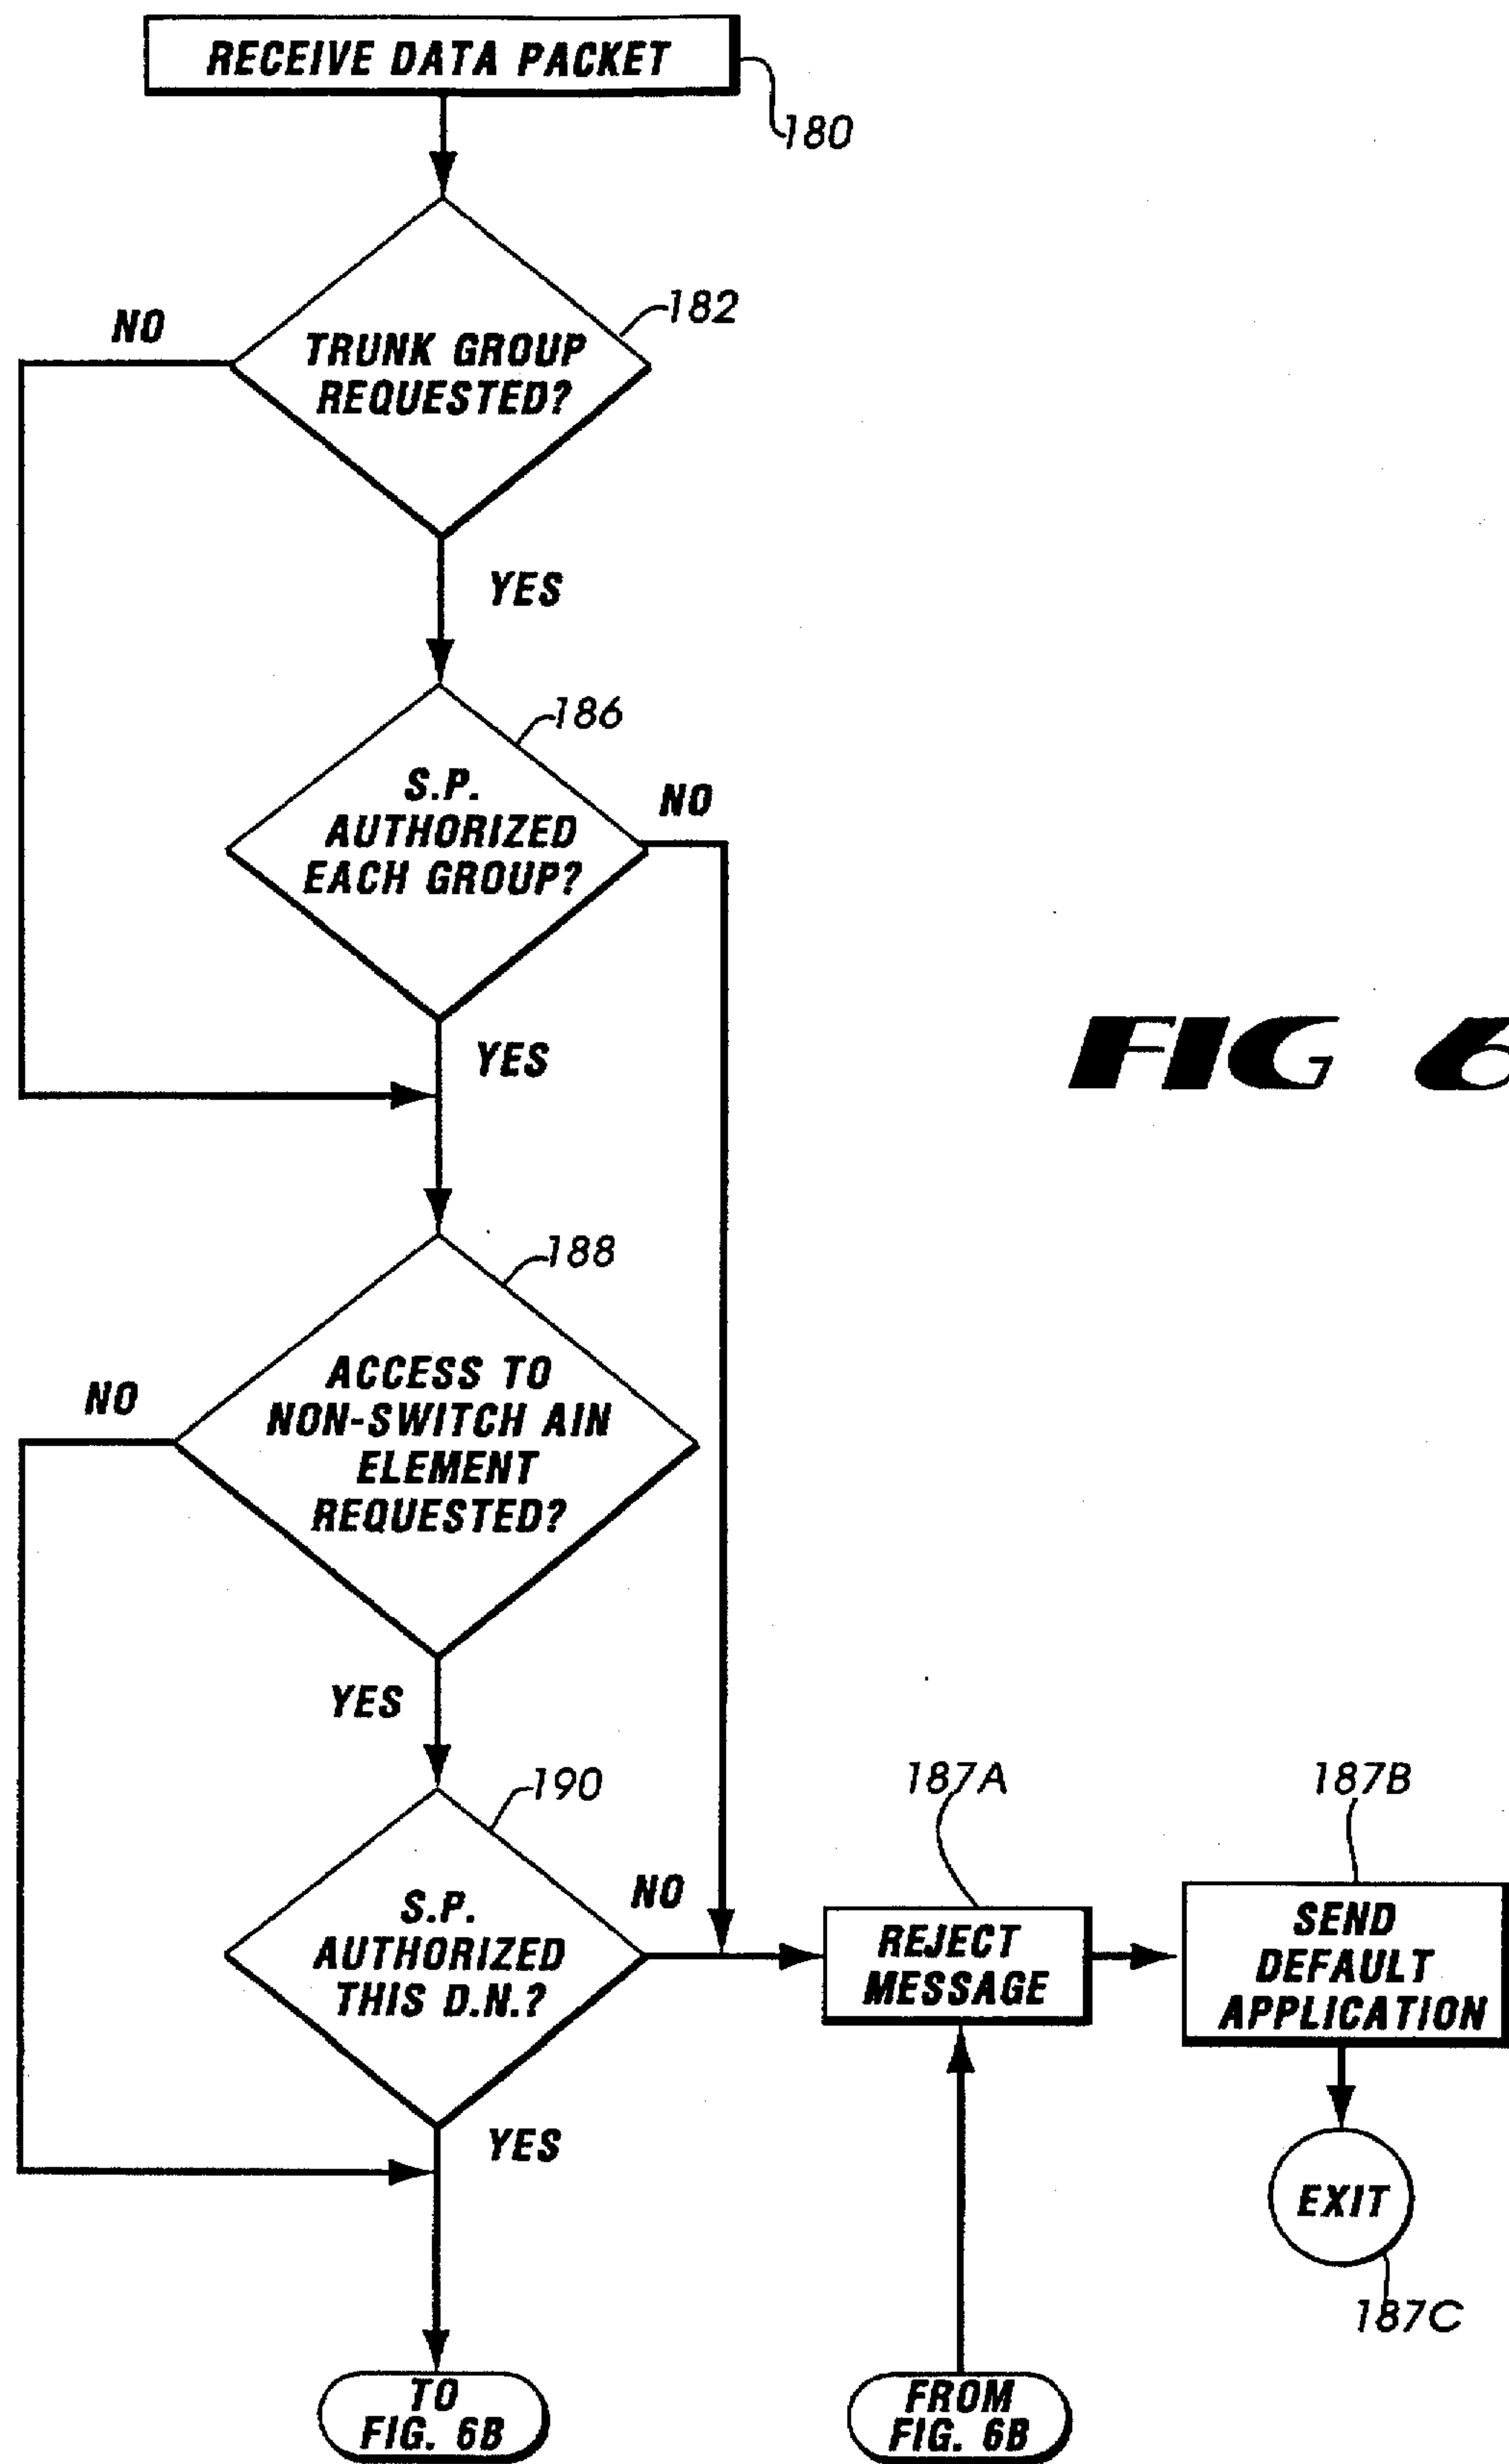 RECEIVE DATA PACKET
180
182
NO
TRUNK GROUP
REQUESTED?
YES
186
S.P.
AUTHORIZED
EACH GROUP?
NO
YES
FIG 6
188
ACCESS TO
NON-SWITCH AIN
ELEMENT
REQUESTED?
NO
YES
190
187A
187B
S.P.
AUTHORIZED
THIS D.N.?
NO
REJECT
MESSAGE
SEND
DEFAULT
APPLICATION
YES
EXIT
187C
TO
FIG. 6B
FROM
FIG. 6B